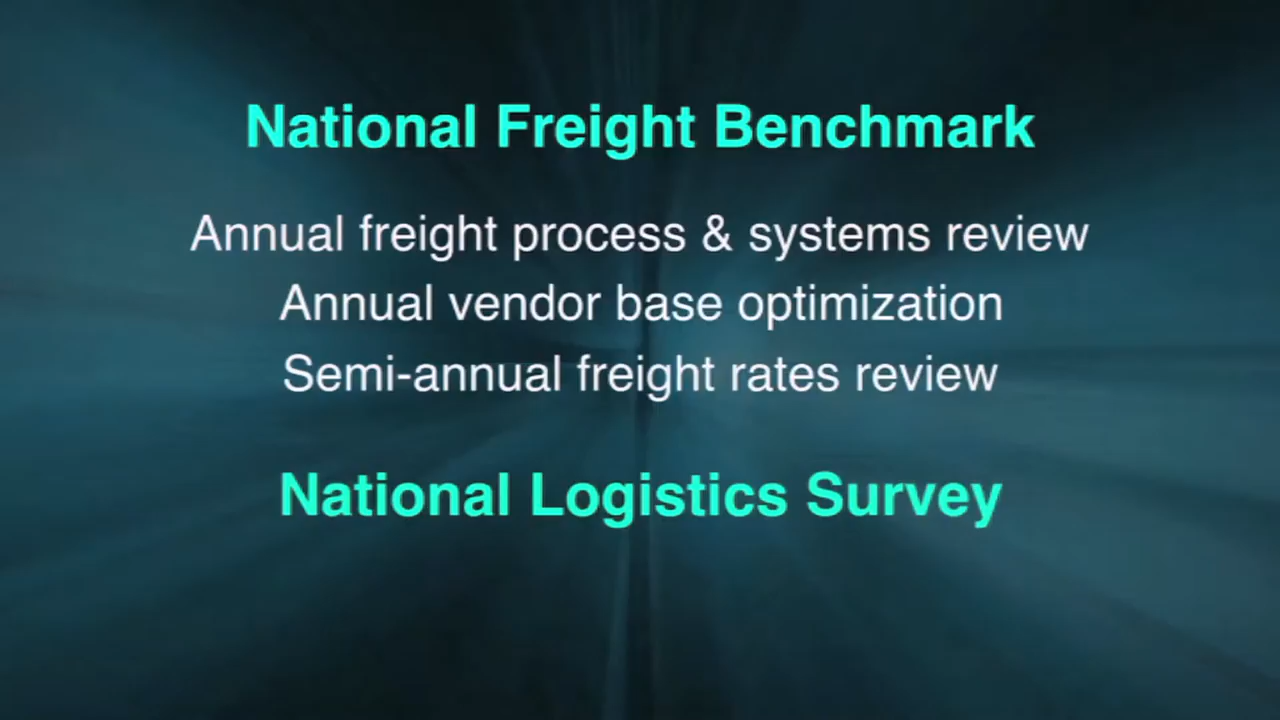 National Freight Benchmark
Annual freight process & systems review
Annual vendor base optimization
Semi-annual freight rates review
National Logistics Survey